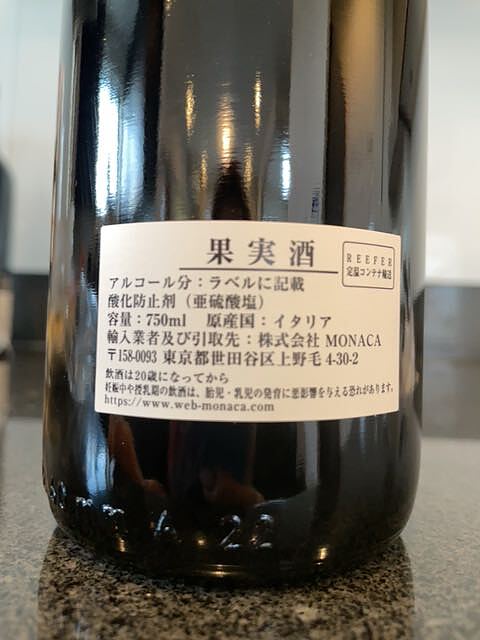 果実酒
REEFER
定温コンテナ輸送
アルコール分：ラベルに記載
酸化防止剤（亜硫酸塩）
容量：750ml　原産国：イタリア
輸入業者及び引取先：株式会社 MONACA
〒158-0093 東京都世田谷区上野毛 4-30-2
飲酒は20歳になってから
妊娠中や授乳期の飲酒は、胎児・乳児の発育に悪影響を与える恐れがあります。
https://www.web-monaca.com
mm 6 22